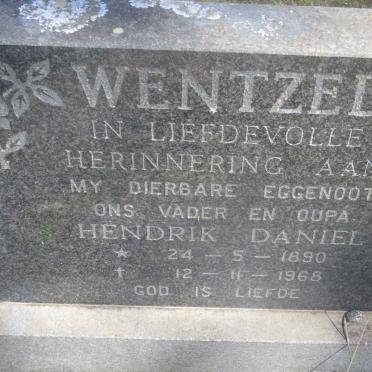 WENTZEL
IN LIEFDEVOLLE
HERINNERING AAN
MY DIERBARE EGGENOOT
ONS VADER EN OUPA
HENDRIK DANIEL
* 24 - 5 - 1890
† 12 - 11 - 1968
GOD IS LIEFDE